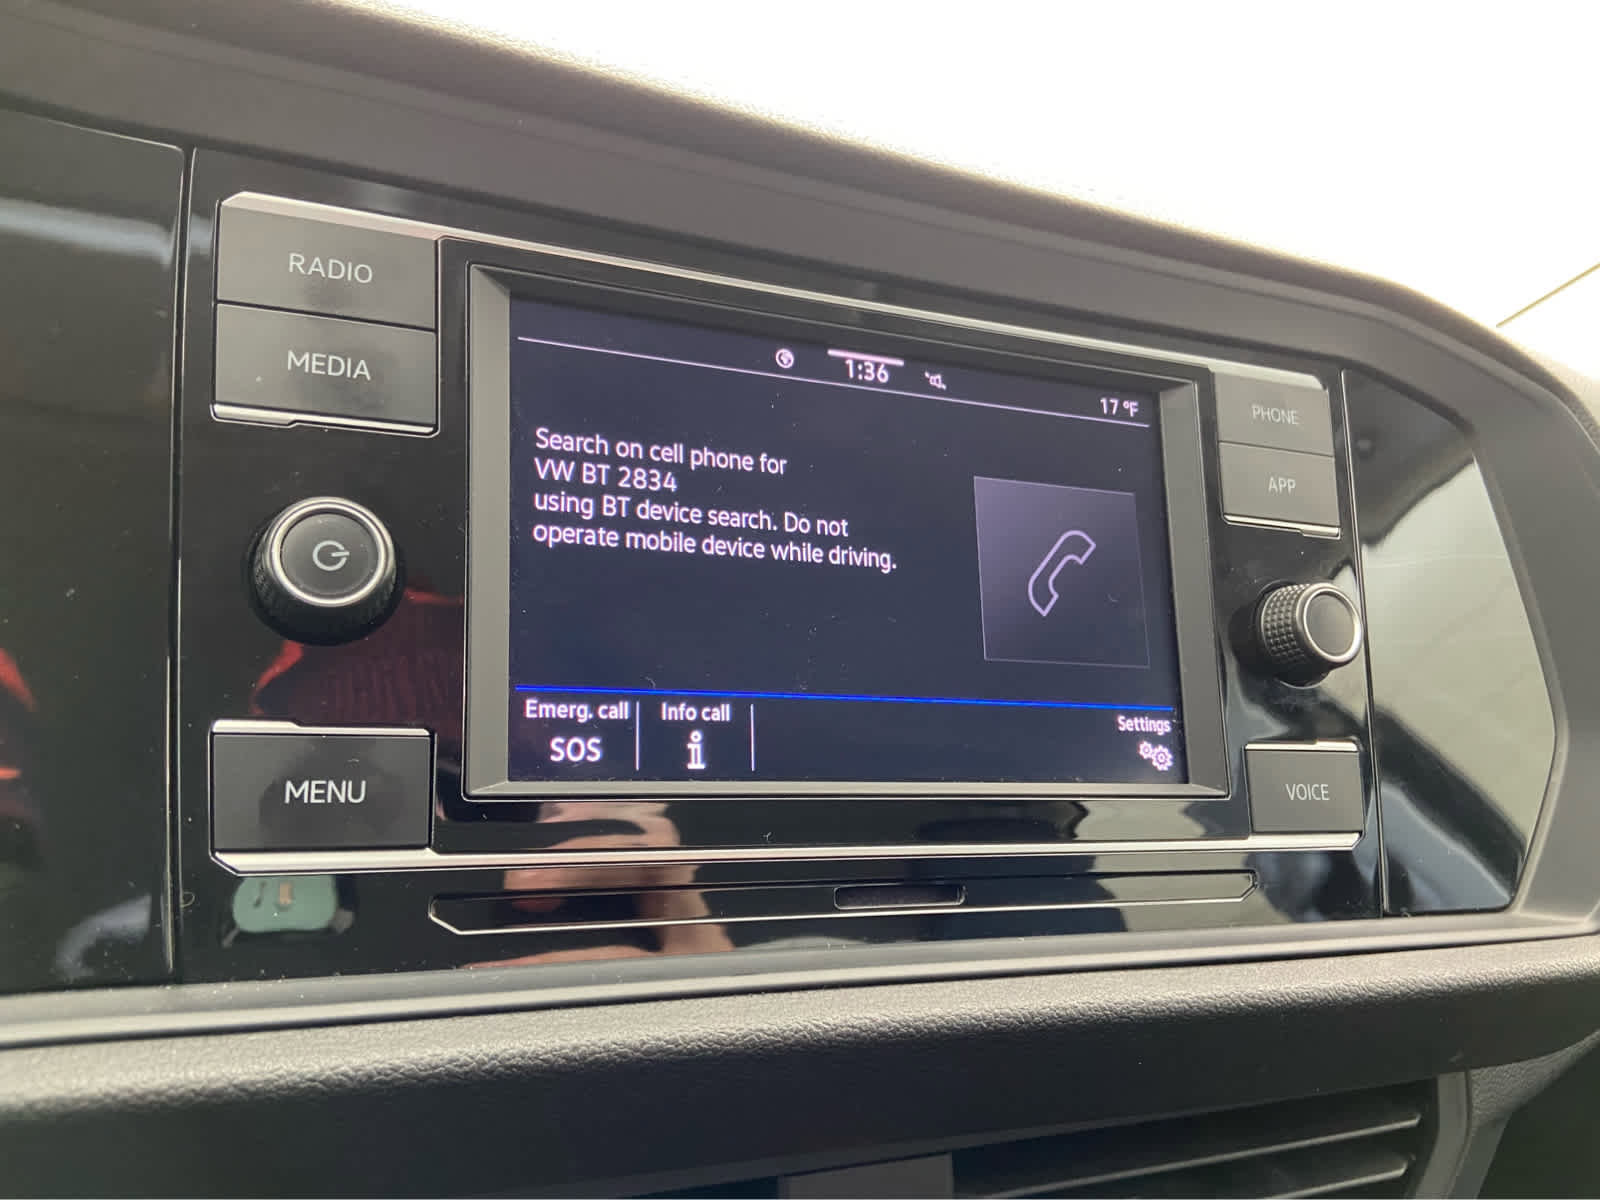 RADIO
MEDIA
MENU
1:36
17 °F
Search on cell phone for
VW BT 2834
using BT device search. Do not
operate mobile device while driving.
Emerg. call
SOS
Info call
i
Settings
PHONE
APP
VOICE